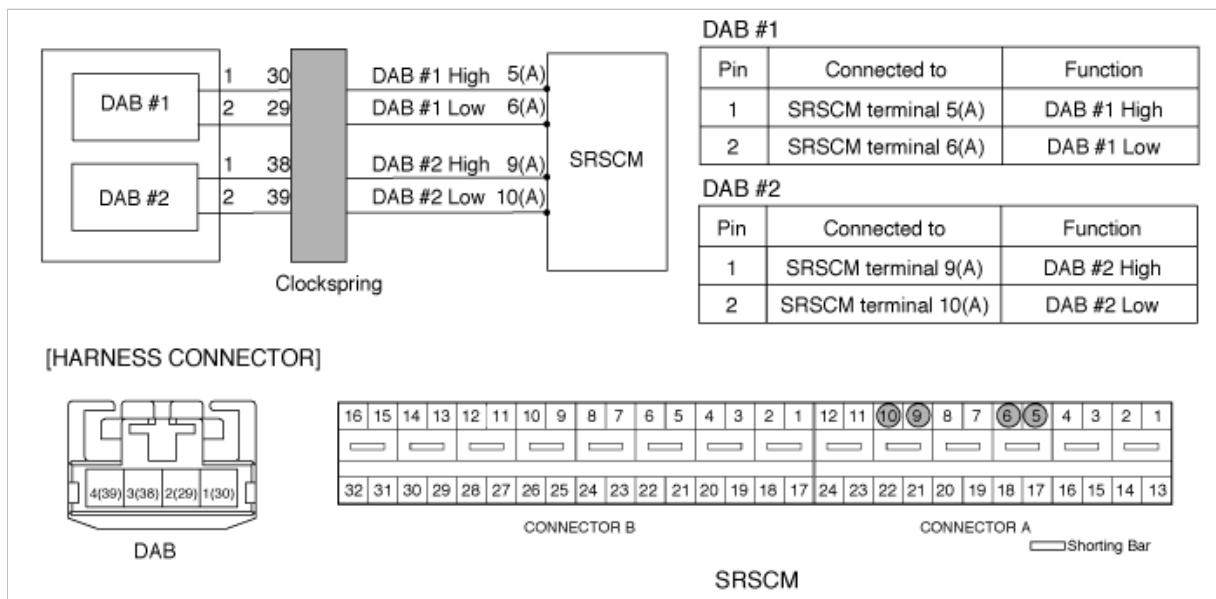 DAB #1
1 30 DAB #1 High 5(A)
2 29 DAB #1 Low 6(A)
DAB #2
1 38 DAB #2 High 9(A)
2 39 DAB #2 Low 10(A)
SRSCM
Clockspring
DAB #1
Pin Connected to Function
1 SRSCM terminal 5(A) DAB #1 High
2 SRSCM terminal 6(A) DAB #1 Low
DAB #2
Pin Connected to Function
1 SRSCM terminal 9(A) DAB #2 High
2 SRSCM terminal 10(A) DAB #2 Low
[HARNESS CONNECTOR]
4(39) 3(38) 2(29) 1(30)
DAB
16 15 14 13 12 11 10 9 8 7 6 5 4 3 2 1 12 11 10 9 8 7 6 5 4 3 2 1
32 31 30 29 28 27 26 25 24 23 22 21 20 19 18 17 24 23 22 21 20 19 18 17 16 15 14 13
CONNECTOR B CONNECTOR A
Shorting Bar
SRSCM